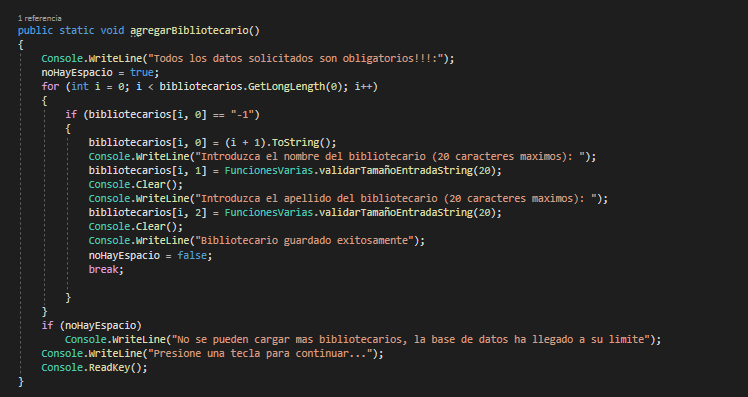 1 referencia
public static void agregarBibliotecario()
{
Console.WriteLine("Todos los datos solicitados son obligatorios!!!:");
noHayEspacio = true;
for (int i = 0; i < bibliotecarios.GetLongLength(0); i++)
{
if (bibliotecarios[i, 0] == "-1")
{
bibliotecarios[i, 0] = (i + 1).ToString();
Console.WriteLine("Introduzca el nombre del bibliotecario (20 caracteres maximos): ");
bibliotecarios[i, 1] = FuncionesVarias.validarTamañoEntradaString(20);
Console.Clear();
Console.WriteLine("Introduzca el apellido del bibliotecario (20 caracteres maximos): ");
bibliotecarios[i, 2] = FuncionesVarias.validarTamañoEntradaString(20);
Console.Clear();
Console.WriteLine("Bibliotecario guardado exitosamente");
noHayEspacio = false;
break;
}
}
if (noHayEspacio)
Console.WriteLine("No se pueden cargar mas bibliotecarios, la base de datos ha llegado a su limite");
Console.WriteLine("Presione una tecla para continuar...");
Console.ReadKey();
}